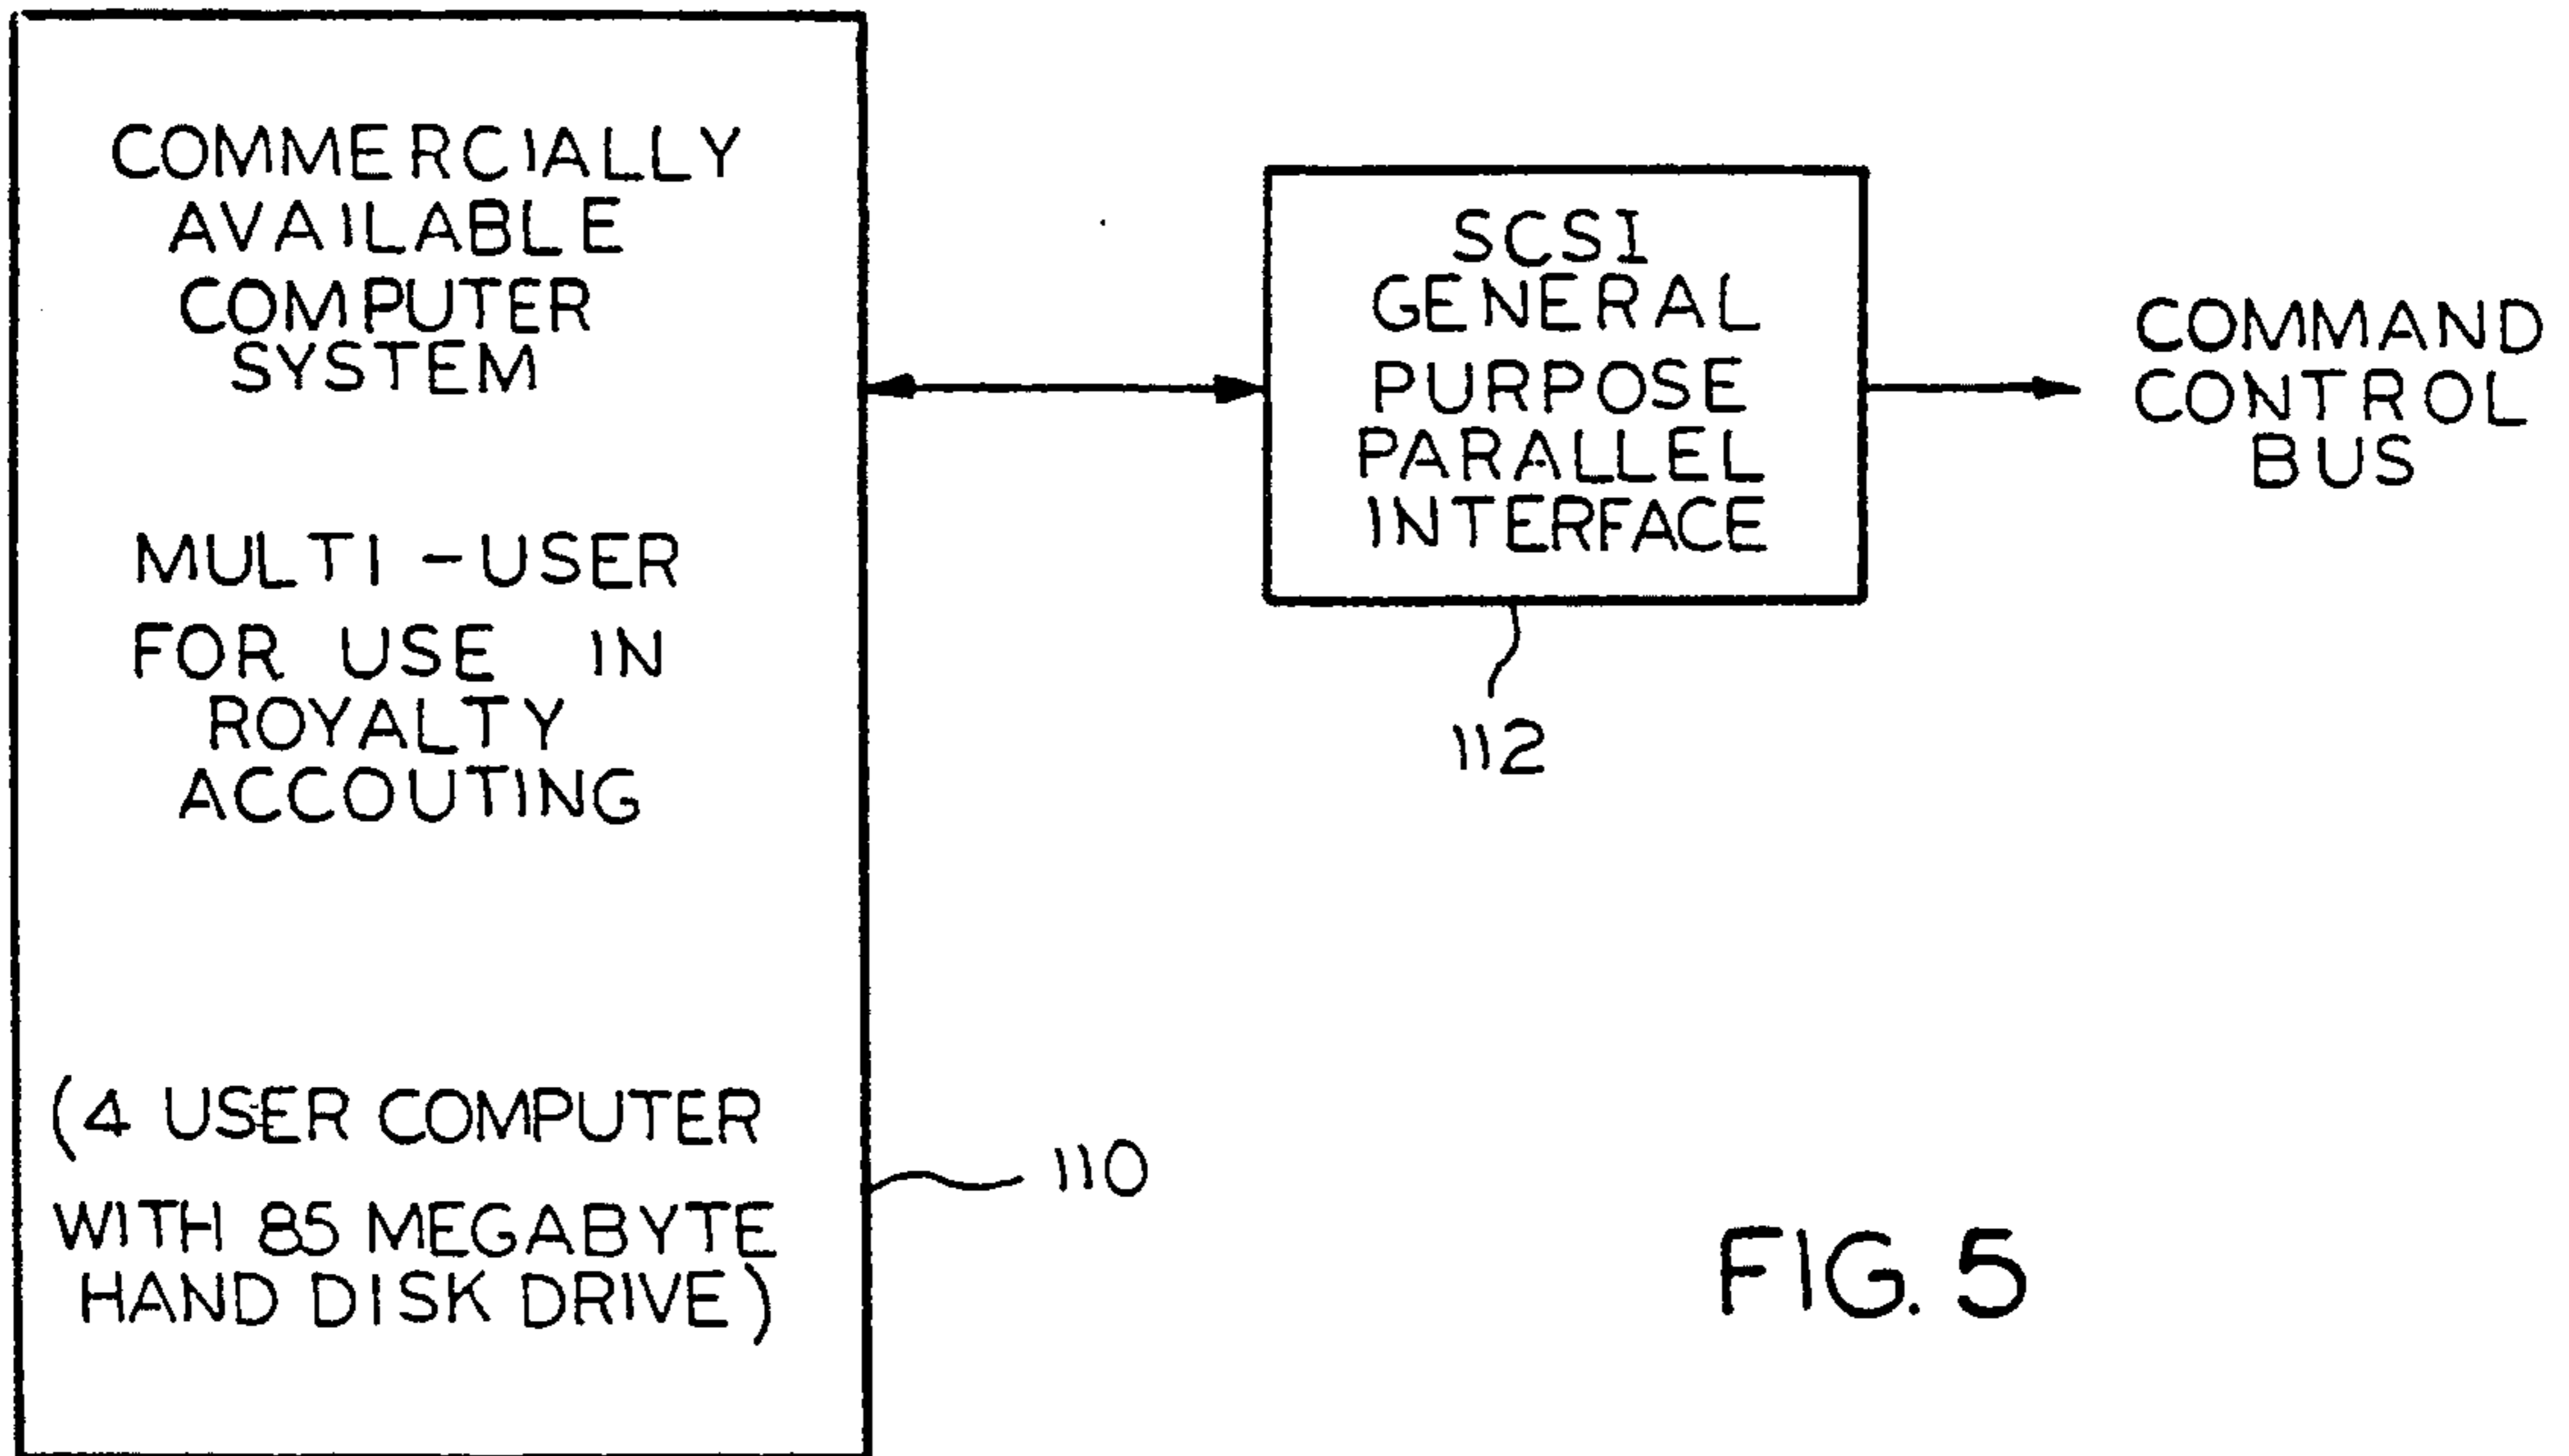 COMMERCIALLY
AVAILABLE
COMPUTER
SYSTEM
MULTI-USER
FOR USE IN
ROYALTY
ACCOUTING
(4 USER COMPUTER
WITH 85 MEGABYTE
HAND DISK DRIVE)
110
SCSI
GENERAL
PURPOSE
PARALLEL
INTERFACE
112
COMMAND
CONTROL
BUS
FIG. 5